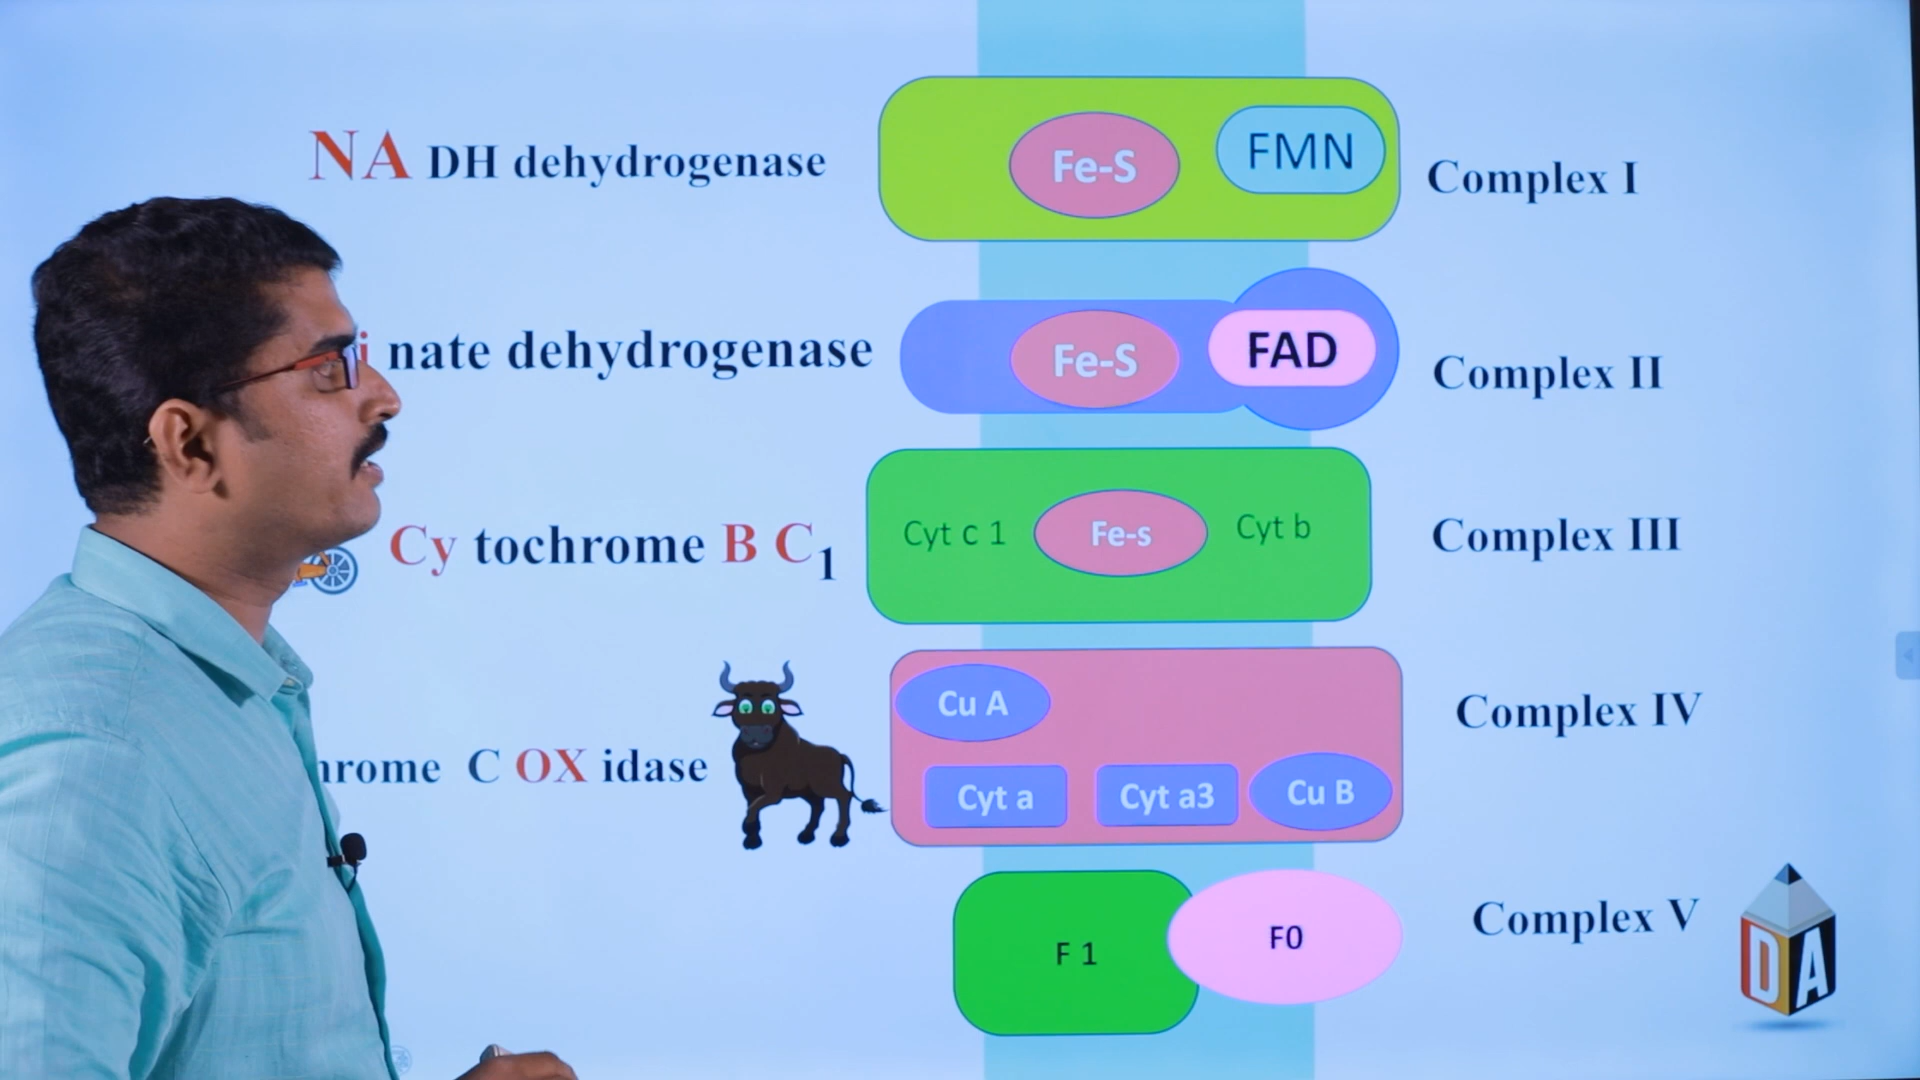 NA DH dehydrogenase
Fe-S
FMN
Complex I
i nate dehydrogenase
Fe-S
FAD
Complex II
Cy tochrome B C1
Cyt c 1
Fe-s
Cyt b
Complex III
hrome C OX idase
Cu A
Cyt a
Cyt a3
Cu B
Complex IV
F 1
F0
Complex V
DA